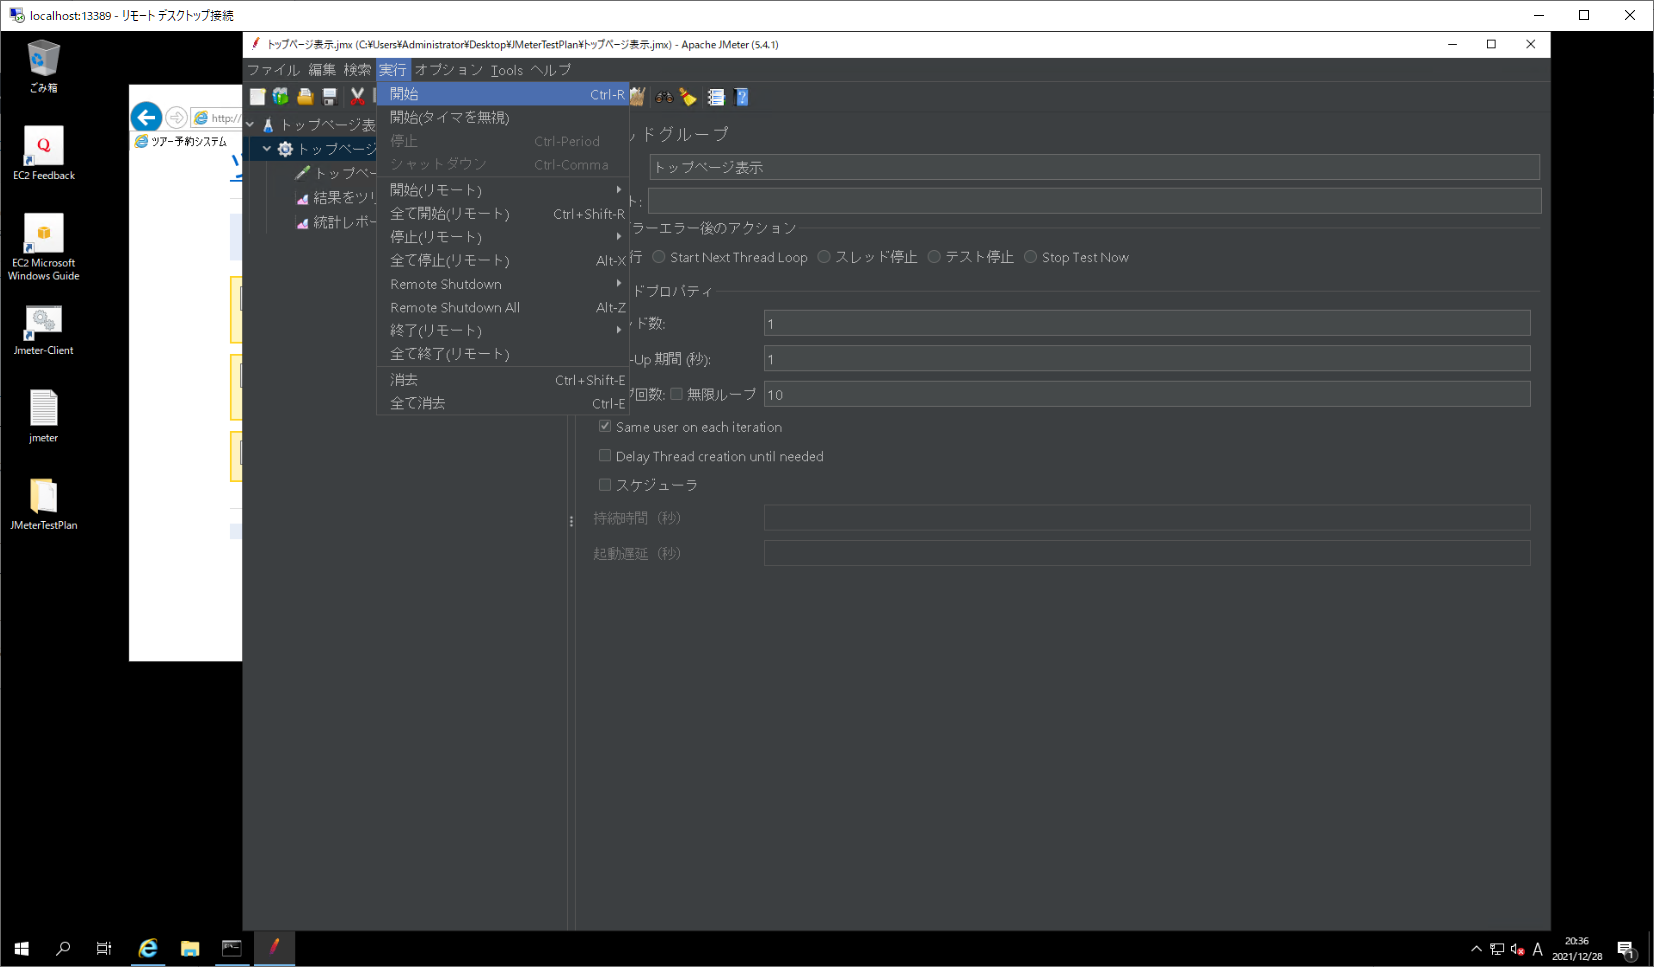 localhost:13389 - リモート デスクトップ接続
ごみ箱
EC2 Feedback
EC2 Microsoft
Windows Guide
Jmeter-Client
jmeter
JMeterTestPlan
http://
ツアー予約システム
トップページ表示.jmx (C:¥Users¥Administrator¥Desktop¥JMeterTestPlan¥トップページ表示.jmx) - Apache JMeter (5.4.1)
ファイル 編集 検索 実行 オプション Tools ヘルプ
トップページ表
トップページ
トップペー
結果をツリ
統計レポー
開始 Ctrl-R
開始(タイマを無視)
停止 Ctrl-Period
シャットダウン Ctrl-Comma
開始(リモート)
全て開始(リモート) Ctrl+Shift-R
停止(リモート)
全て停止(リモート) Alt-X
Remote Shutdown
Remote Shutdown All Alt-Z
終了(リモート)
全て終了(リモート)
消去 Ctrl+Shift-E
全て消去 Ctrl-E
ッドグループ
トップページ表示
ト:
ラーエラー後のアクション
行 Start Next Thread Loop スレッド停止 テスト停止 Stop Test Now
ドプロパティ
ッド数: 1
-Up 期間 (秒): 1
プ回数: 無限ループ 10
Same user on each iteration
Delay Thread creation until needed
スケジューラ
持続時間（秒）
起動遅延（秒）
A
20:36
2021/12/28
1